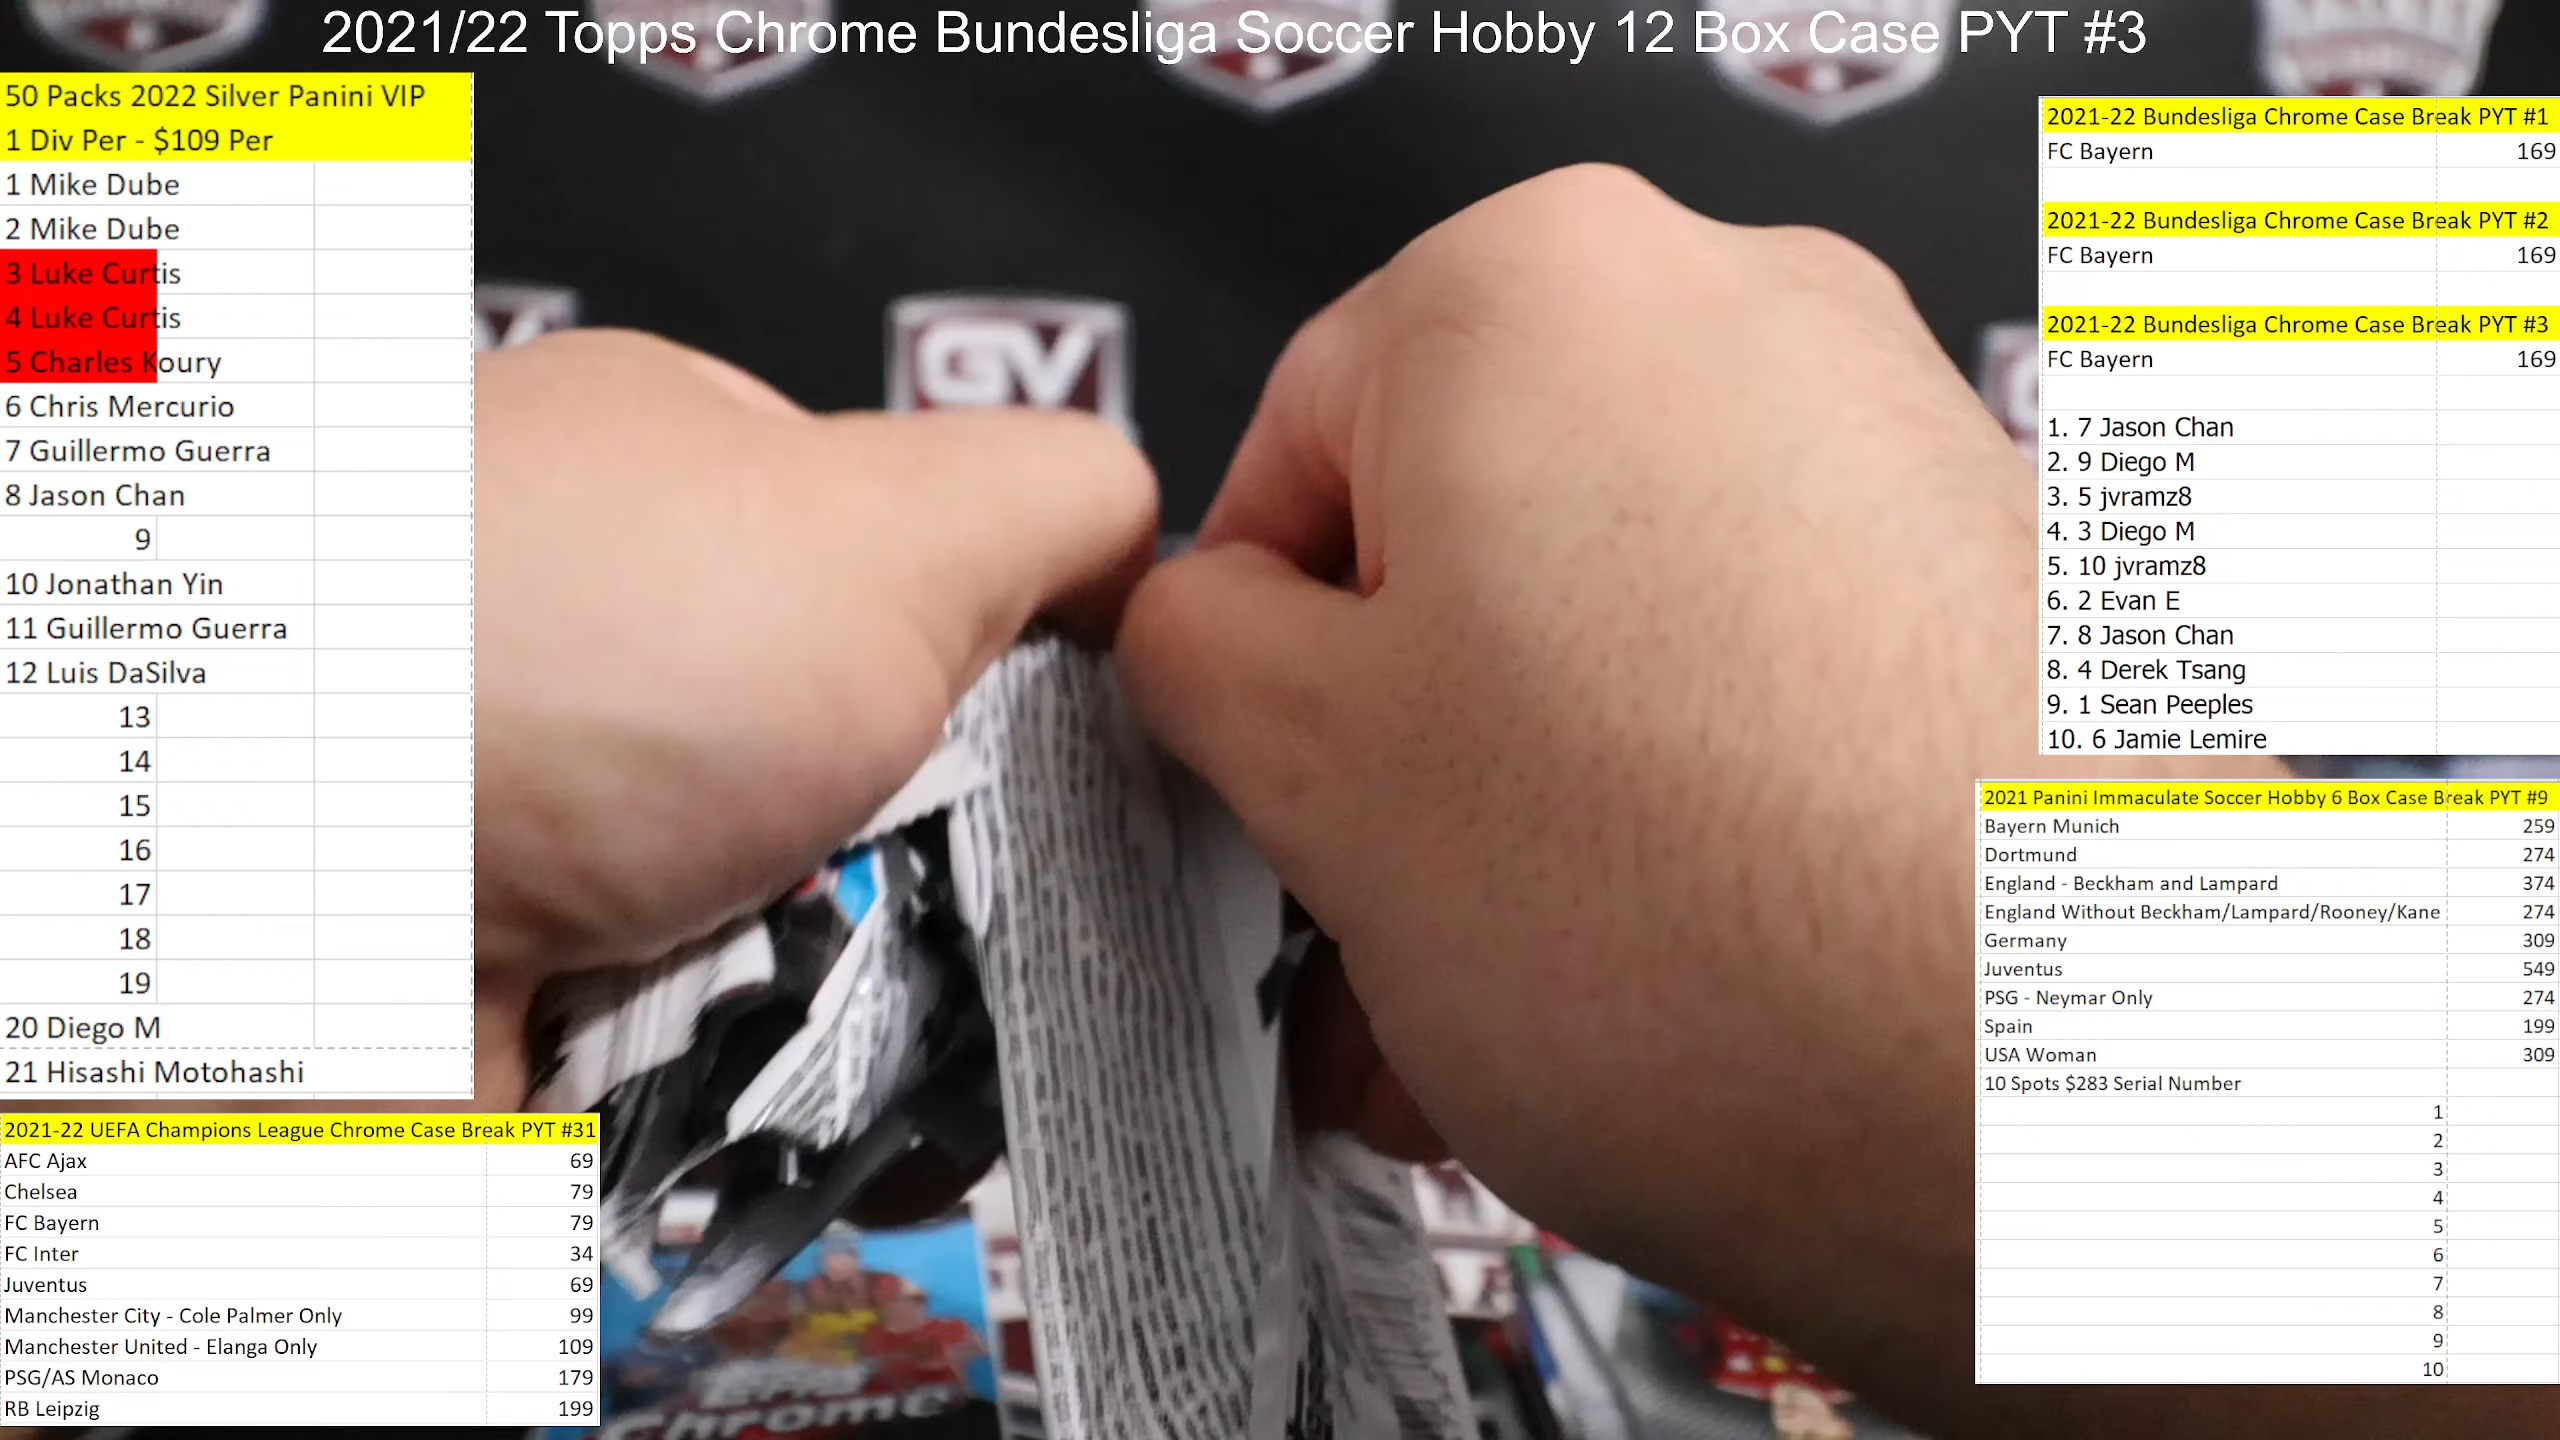 2021/22 Topps Chrome Bundesliga Soccer Hobby 12 Box Case PYT #3
50 Packs 2022 Silver Panini VIP
1 Div Per - $109 Per
1 Mike Dube
2 Mike Dube
3 Luke Curtis
4 Luke Curtis
5 Charles Koury
6 Chris Mercurio
7 Guillermo Guerra
8 Jason Chan
9
10 Jonathan Yin
11 Guillermo Guerra
12 Luis DaSilva
13
14
15
16
17
18
19
20 Diego M
21 Hisashi Motohashi
2021-22 UEFA Champions League Chrome Case Break PYT #31
AFC Ajax 69
Chelsea 79
FC Bayern 79
FC Inter 34
Juventus 69
Manchester City - Cole Palmer Only 99
Manchester United - Elanga Only 109
PSG/AS Monaco 179
RB Leipzig 199
GV
Chrome
2021-22 Bundesliga Chrome Case Break PYT #1
FC Bayern 169
2021-22 Bundesliga Chrome Case Break PYT #2
FC Bayern 169
2021-22 Bundesliga Chrome Case Break PYT #3
FC Bayern 169
1. 7 Jason Chan
2. 9 Diego M
3. 5 jvramz8
4. 3 Diego M
5. 10 jvramz8
6. 2 Evan E
7. 8 Jason Chan
8. 4 Derek Tsang
9. 1 Sean Peeples
10. 6 Jamie Lemire
2021 Panini Immaculate Soccer Hobby 6 Box Case Break PYT #9
Bayern Munich 259
Dortmund 274
England - Beckham and Lampard 374
England Without Beckham/Lampard/Rooney/Kane 274
Germany 309
Juventus 549
PSG - Neymar Only 274
Spain 199
USA Woman 309
10 Spots $283 Serial Number
1
2
3
4
5
6
7
8
9
10